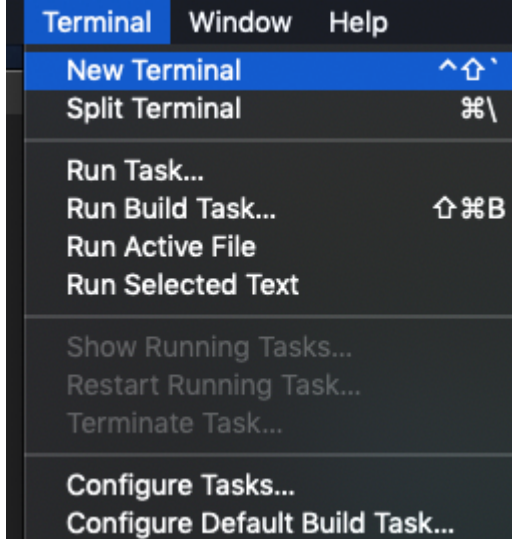 Terminal Window Help
New Terminal ^⇧`
Split Terminal ⌘\
Run Task...
Run Build Task... ⇧⌘B
Run Active File
Run Selected Text
Show Running Tasks...
Restart Running Task...
Terminate Task...
Configure Tasks...
Configure Default Build Task...